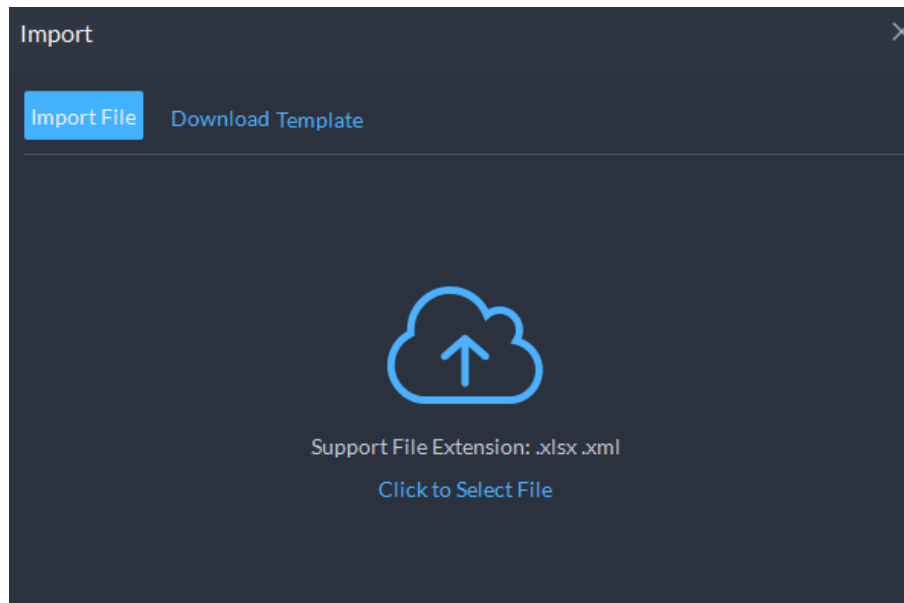 Import
Import File
Download Template
Support File Extension: .xlsx .xml
Click to Select File